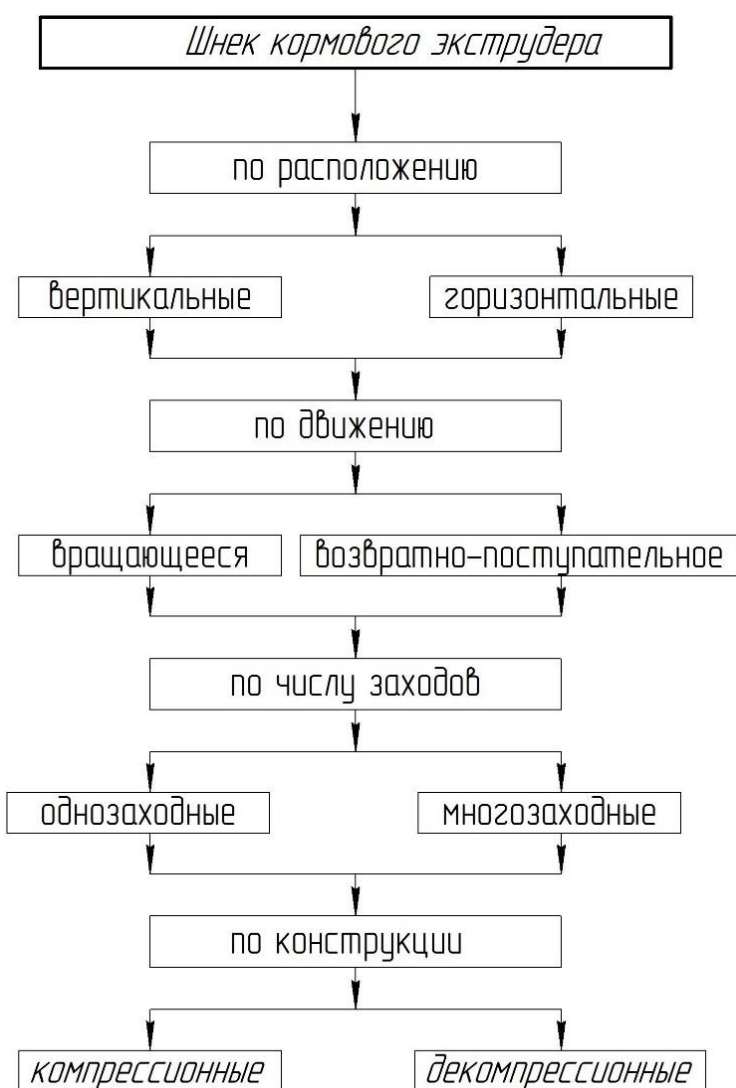 Шнек кормового экструдера
по расположению
вертикальные
горизонтальные
по движению
вращающееся
возвратно-поступательное
по числу заходов
однозаходные
многозаходные
по конструкции
компрессионные
декомпрессионные